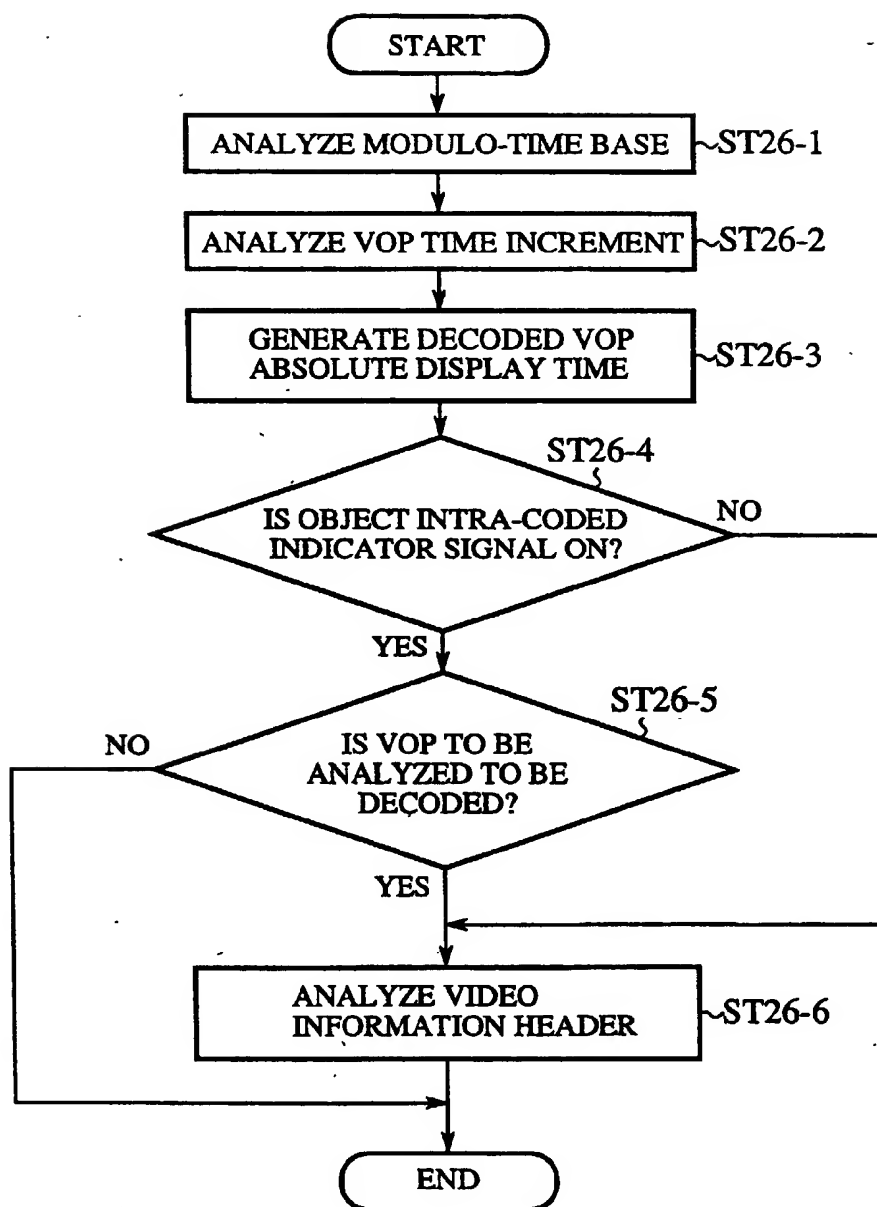 START
ANALYZE MODULO-TIME BASE
ST26-1
ANALYZE VOP TIME INCREMENT
ST26-2
GENERATE DECODED VOP
ABSOLUTE DISPLAY TIME
ST26-3
ST26-4
IS OBJECT INTRA-CODED
INDICATOR SIGNAL ON?
NO
YES
ST26-5
NO
IS VOP TO BE
ANALYZED TO BE
DECODED?
YES
ANALYZE VIDEO
INFORMATION HEADER
ST26-6
END